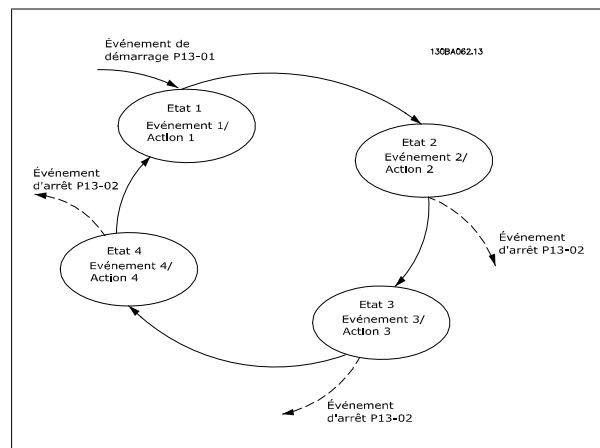 Événement de
démarrage P13-01
130BA062.13
Etat 1
Evénement 1/
Action 1
Etat 2
Evénement 2/
Action 2
Événement
d'arrêt P13-02
Événement
d'arrêt P13-02
Etat 4
Evénement 4/
Action 4
Etat 3
Evénement 3/
Action 3
Événement
d'arrêt P13-02